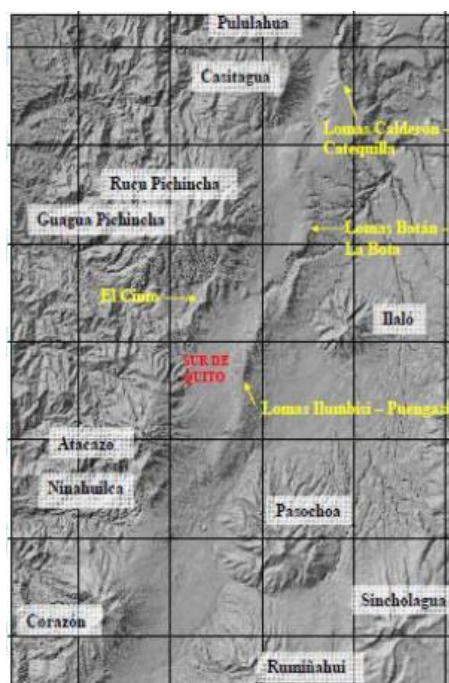 Pululahua
Casitagua
Lomas Calderón –
Catequilla
Rucu Pichincha
Guagua Pichincha
Lomas Batán –
La Bota
El Cinto
Ilaló
SUR DE
QUITO
Lomas Ilumbisí – Puengasí
Atacazo
Ninahuilca
Pasochoa
Sincholagua
Corazón
Rumiñahui